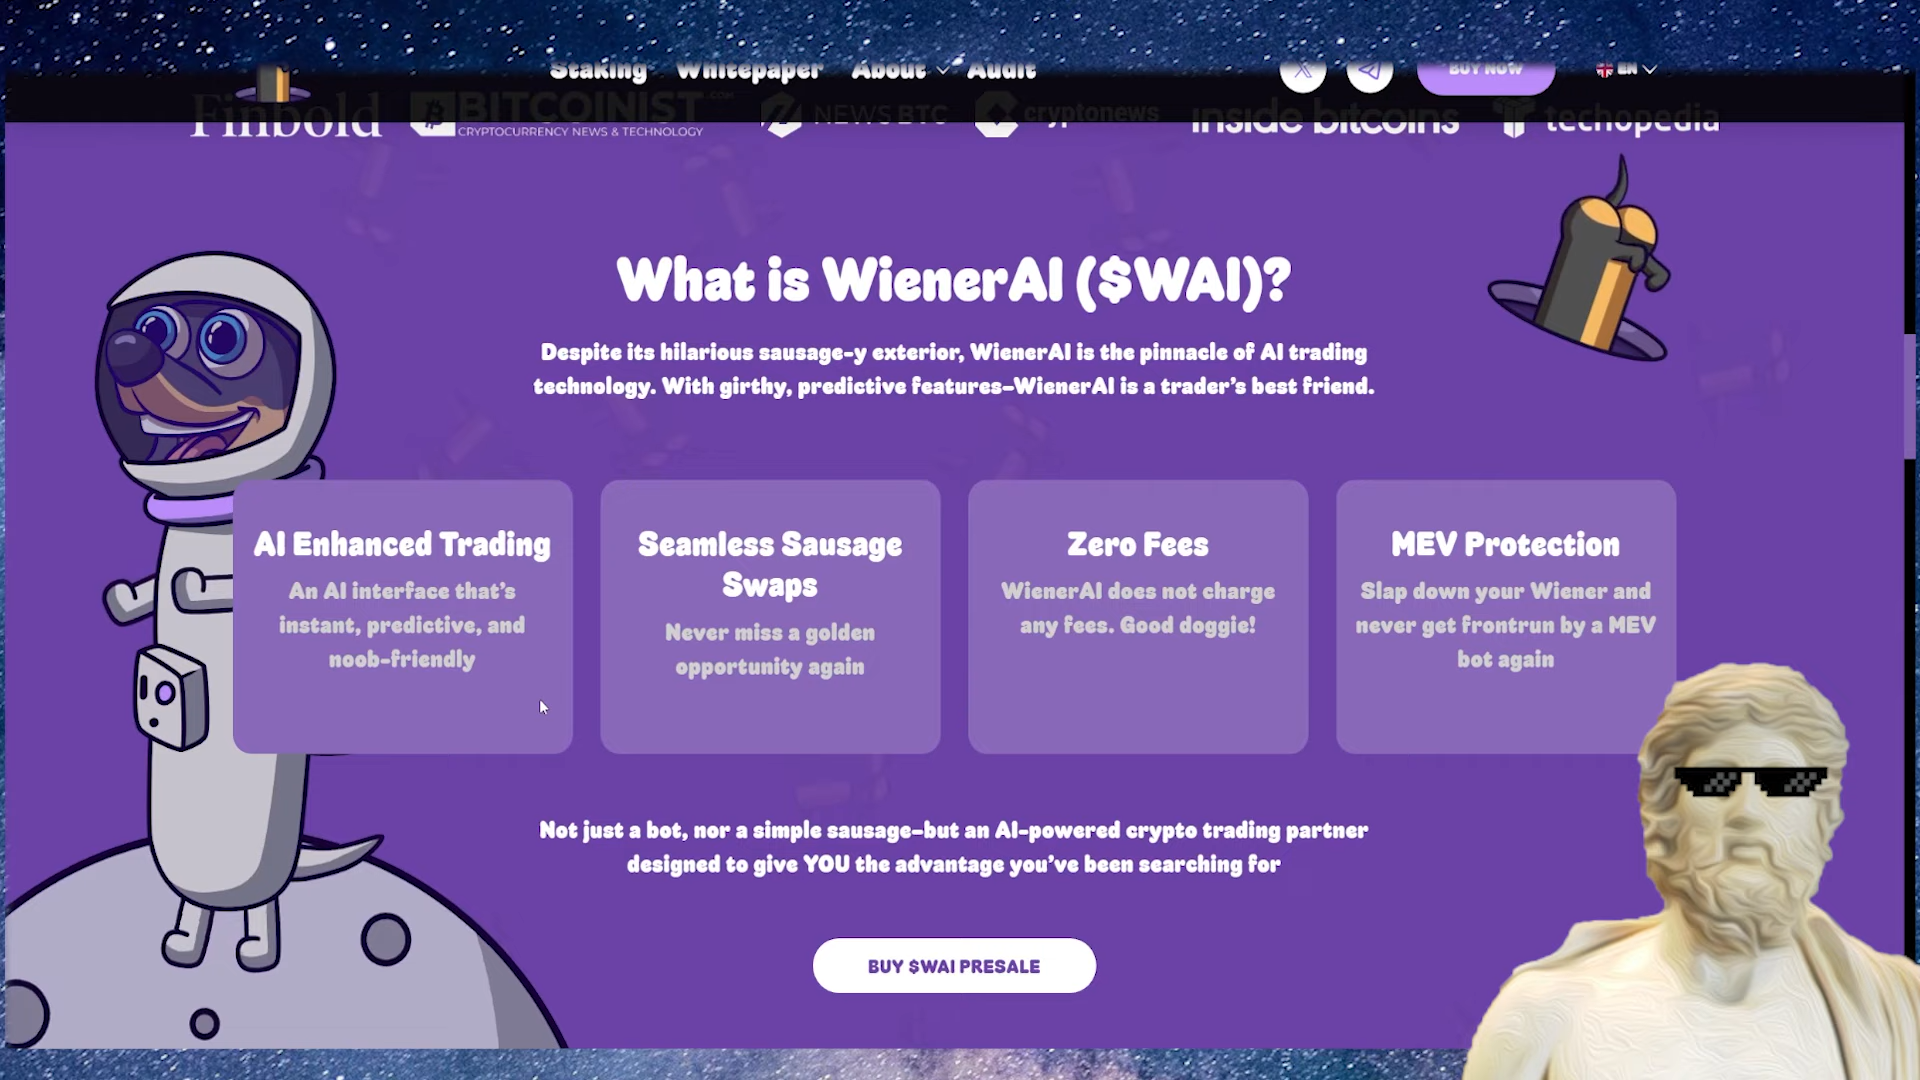 Staking Whitepaper About Audit BUY NOW EN
Finbold BITCOINIST.com NEWS BTC cryptonews inside bitcoins techopedia
CRYPTOCURRENCY NEWS & TECHNOLOGY
What is WienerAI ($WAI)?
Despite its hilarious sausage-y exterior, WienerAI is the pinnacle of AI trading
technology. With girthy, predictive features-WienerAI is a trader's best friend.
AI Enhanced Trading
An AI interface that's
instant, predictive, and
noob-friendly
Seamless Sausage
Swaps
Never miss a golden
opportunity again
Zero Fees
WienerAI does not charge
any fees. Good doggie!
MEV Protection
Slap down your Wiener and
never get frontrun by a MEV
bot again
Not just a bot, nor a simple sausage-but an AI-powered crypto trading partner
designed to give YOU the advantage you've been searching for
BUY $WAI PRESALE